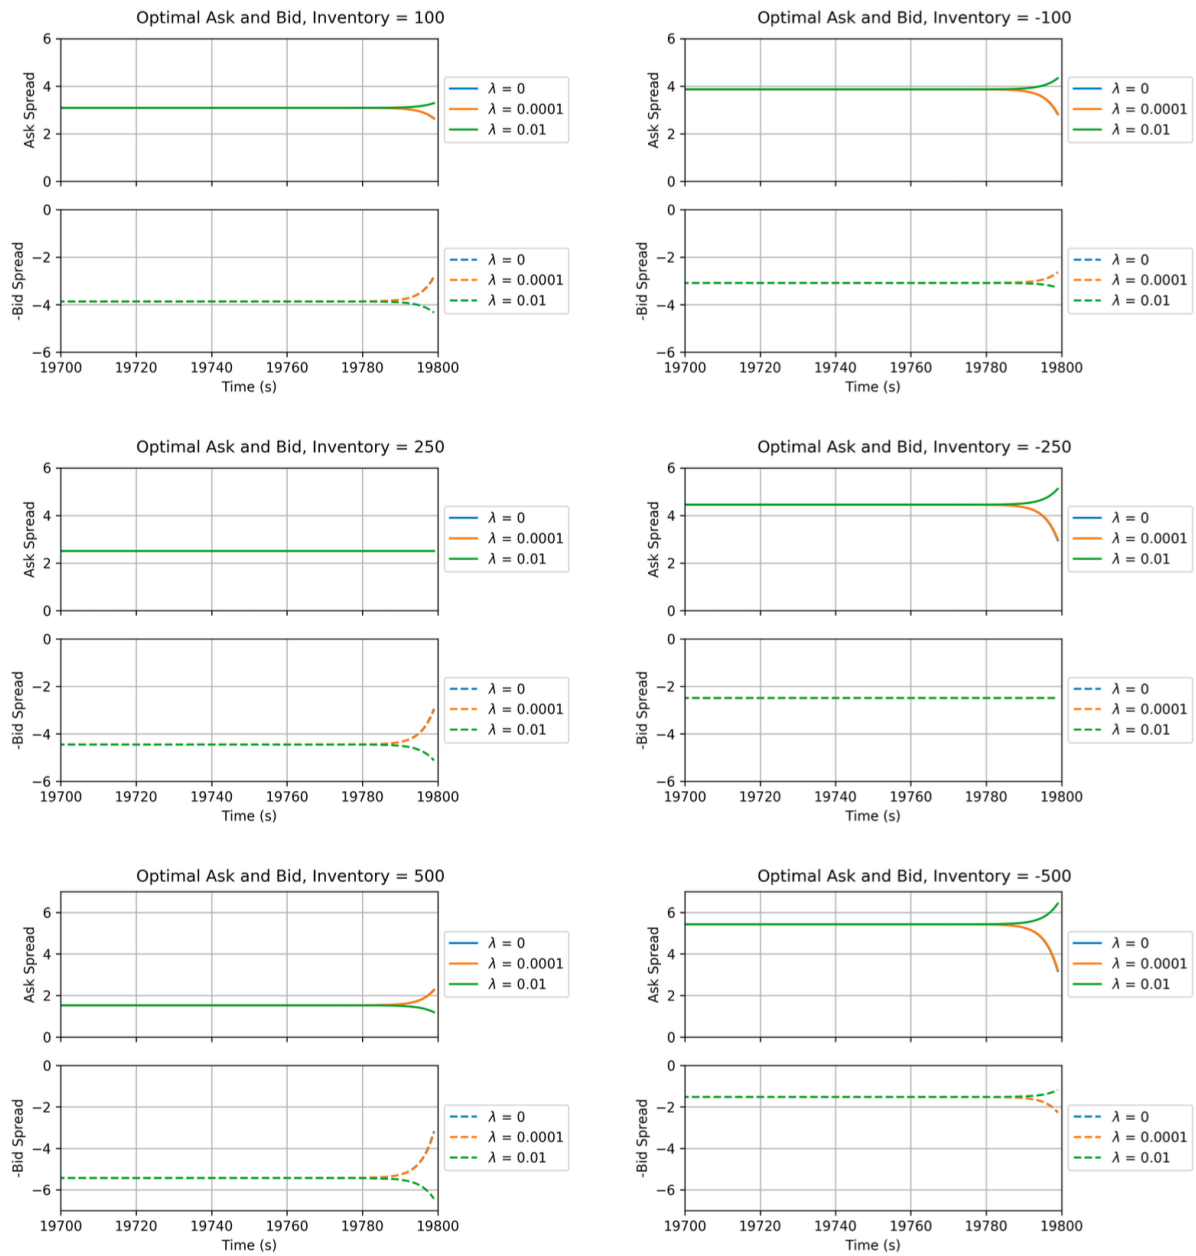 Optimal Ask and Bid, Inventory = 100
6
4
2
0
Ask Spread
λ = 0
λ = 0.0001
λ = 0.01
0
−2
−4
−6
-Bid Spread
λ = 0
λ = 0.0001
λ = 0.01
19700 19720 19740 19760 19780 19800
Time (s)
Optimal Ask and Bid, Inventory = -100
6
4
2
0
Ask Spread
λ = 0
λ = 0.0001
λ = 0.01
0
−2
−4
−6
-Bid Spread
λ = 0
λ = 0.0001
λ = 0.01
19700 19720 19740 19760 19780 19800
Time (s)
Optimal Ask and Bid, Inventory = 250
6
4
2
0
Ask Spread
λ = 0
λ = 0.0001
λ = 0.01
0
−2
−4
−6
-Bid Spread
λ = 0
λ = 0.0001
λ = 0.01
19700 19720 19740 19760 19780 19800
Time (s)
Optimal Ask and Bid, Inventory = -250
6
4
2
0
Ask Spread
λ = 0
λ = 0.0001
λ = 0.01
0
−2
−4
−6
-Bid Spread
λ = 0
λ = 0.0001
λ = 0.01
19700 19720 19740 19760 19780 19800
Time (s)
Optimal Ask and Bid, Inventory = 500
6
4
2
0
Ask Spread
λ = 0
λ = 0.0001
λ = 0.01
0
−2
−4
−6
-Bid Spread
λ = 0
λ = 0.0001
λ = 0.01
19700 19720 19740 19760 19780 19800
Time (s)
Optimal Ask and Bid, Inventory = -500
6
4
2
0
Ask Spread
λ = 0
λ = 0.0001
λ = 0.01
0
−2
−4
−6
-Bid Spread
λ = 0
λ = 0.0001
λ = 0.01
19700 19720 19740 19760 19780 19800
Time (s)